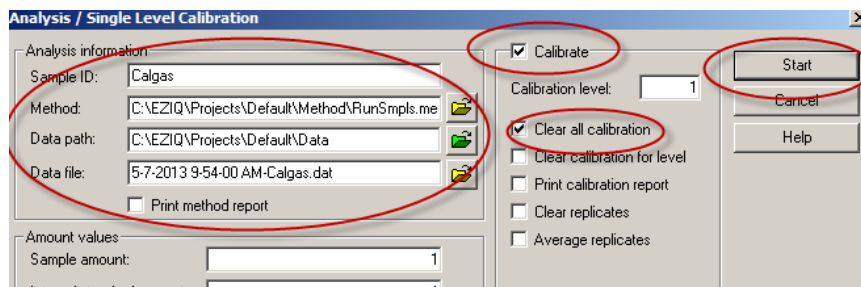 Analysis / Single Level Calibration
Analysis information
Sample ID: Calgas
Method: C:\EZIQ\Projects\Default\Method\RunSmpls.me
Data path: C:\EZIQ\Projects\Default\Data
Data file: 5-7-2013 9-54-00 AM-Calgas.dat
Print method report
Amount values
Sample amount: 1
Calibrate
Calibration level: 1
Clear all calibration
Clear calibration for level
Print calibration report
Clear replicates
Average replicates
Start
Cancel
Help